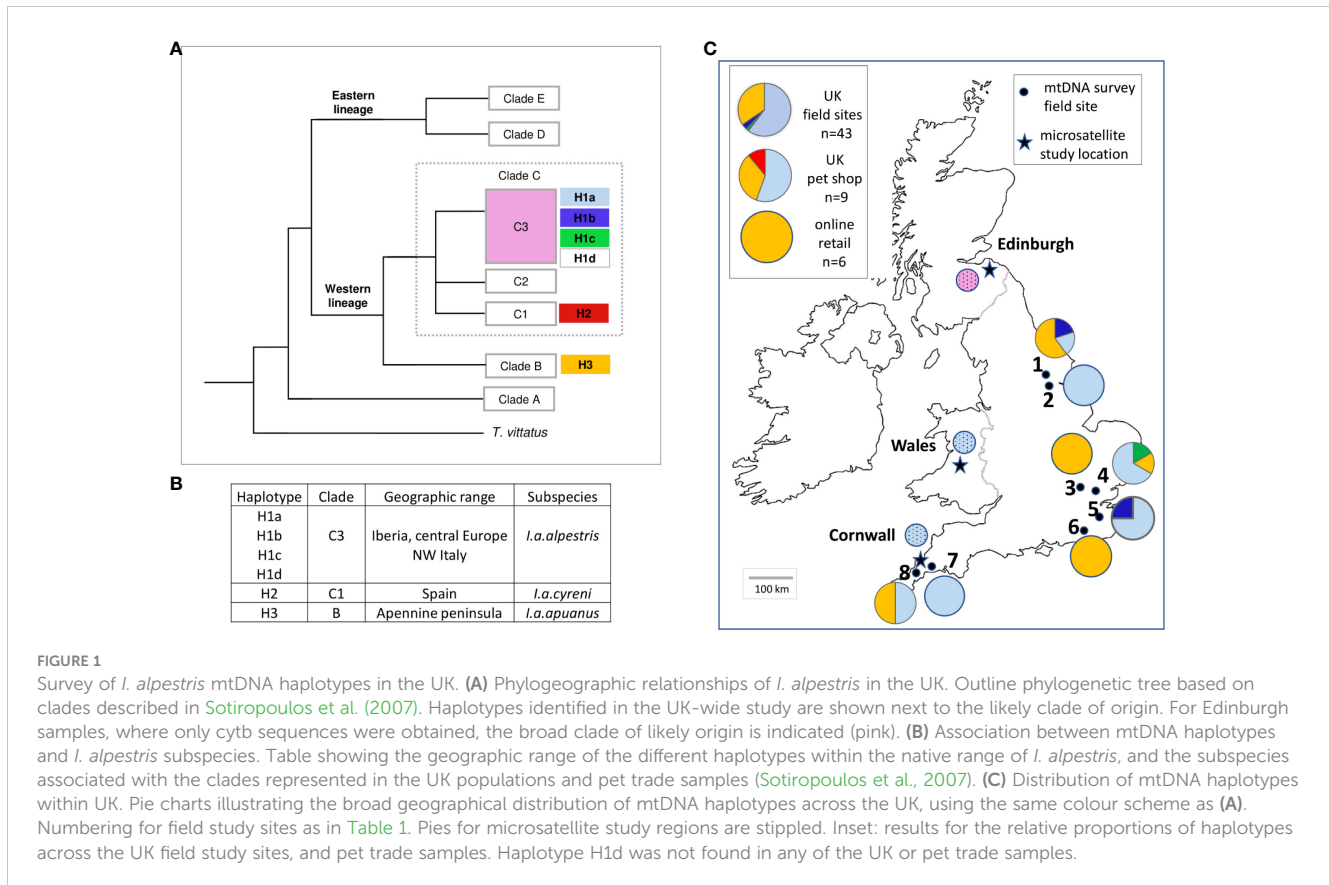 A
Eastern
lineage
Clade E
Clade D
Clade C
C3
H1a
H1b
H1c
H1d
C2
Western
lineage
C1
H2
Clade B
H3
Clade A
T. vittatus
B
Haplotype Clade Geographic range Subspecies
H1a
H1b
H1c
H1d
C3
Iberia, central Europe
NW Italy
I.a.alpestris
H2 C1 Spain I.a.cyreni
H3 B Apennine peninsula I.a.apuanus
C
UK
field sites
n=43
UK
pet shop
n=9
online
retail
n=6
mtDNA survey
field site
microsatellite
study location
Edinburgh
1
2
Wales
3
4
5
6
Cornwall
7
8
100 km
FIGURE 1
Survey of I. alpestris mtDNA haplotypes in the UK. (A) Phylogeographic relationships of I. alpestris in the UK. Outline phylogenetic tree based on
clades described in Sotiropoulos et al. (2007). Haplotypes identified in the UK-wide study are shown next to the likely clade of origin. For Edinburgh
samples, where only cytb sequences were obtained, the broad clade of likely origin is indicated (pink). (B) Association between mtDNA haplotypes
and I. alpestris subspecies. Table showing the geographic range of the different haplotypes within the native range of I. alpestris, and the subspecies
associated with the clades represented in the UK populations and pet trade samples (Sotiropoulos et al., 2007). (C) Distribution of mtDNA haplotypes
within UK. Pie charts illustrating the broad geographical distribution of mtDNA haplotypes across the UK, using the same colour scheme as (A).
Numbering for field study sites as in Table 1. Pies for microsatellite study regions are stippled. Inset: results for the relative proportions of haplotypes
across the UK field study sites, and pet trade samples. Haplotype H1d was not found in any of the UK or pet trade samples.